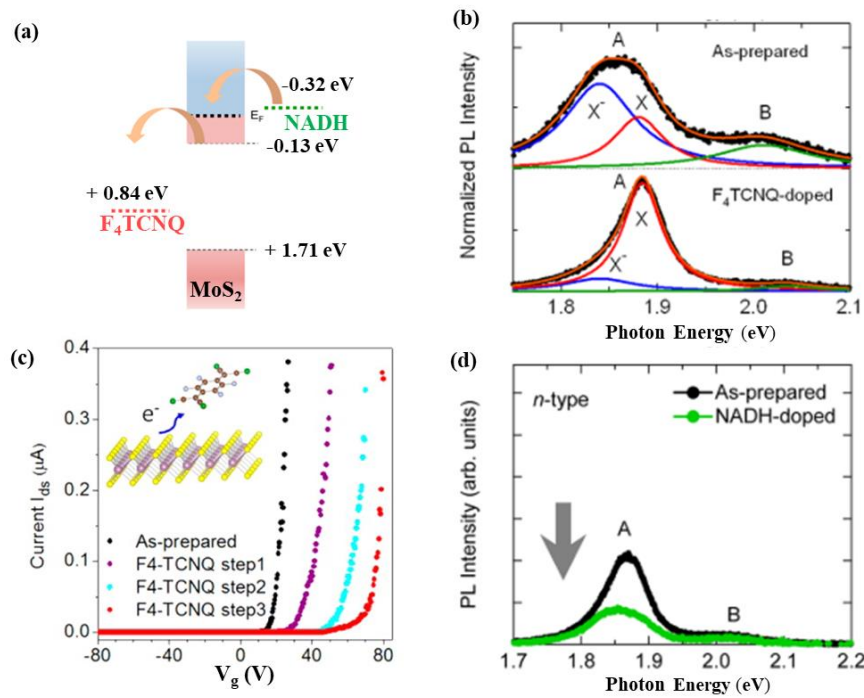 (a)
−0.32 eV
E_F
NADH
−0.13 eV
+ 0.84 eV
F₄TCNQ
+ 1.71 eV
MoS₂
(b)
Normalized PL Intensity
A
As-prepared
X⁻
X
B
A
F₄TCNQ-doped
X⁻
X
B
1.8 1.9 2.0 2.1
Photon Energy (eV)
(c)
Current I_ds (μA)
0.4
0.3
0.2
0.1
0.0
e⁻
As-prepared
F4-TCNQ step1
F4-TCNQ step2
F4-TCNQ step3
-80 -40 0 40 80
V_g (V)
(d)
PL Intensity (arb. units)
n-type
As-prepared
NADH-doped
A
B
1.7 1.8 1.9 2.0 2.1 2.2
Photon Energy (eV)